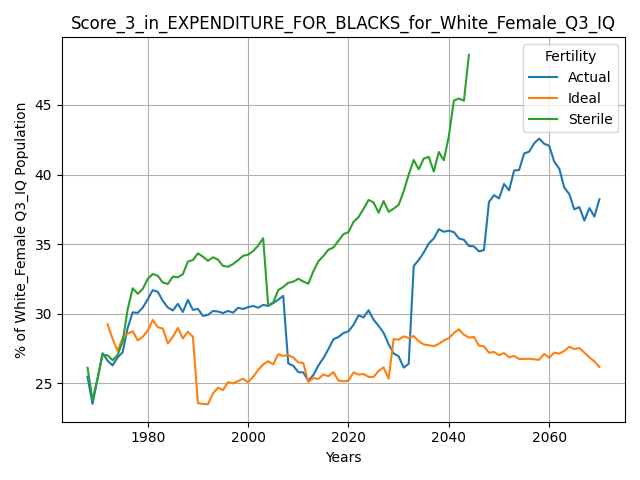 Score_3_in_EXPENDITURE_FOR_BLACKS_for_White_Female_Q3_IQ
Fertility
Actual
Ideal
Sterile
% of White_Female Q3_IQ Population
45
40
35
30
25
1980
2000
2020
2040
2060
Years